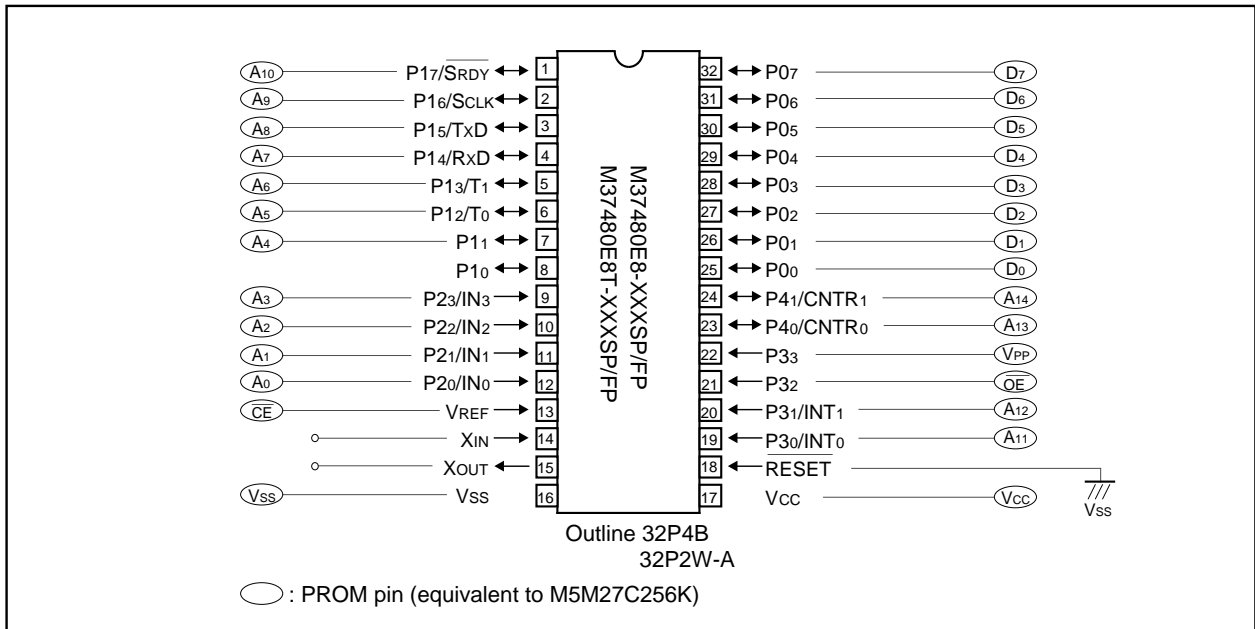 A10 P17/SRDY 1 32 P07 D7
A9 P16/SCLK 2 31 P06 D6
A8 P15/TxD 3 30 P05 D5
A7 P14/RxD 4 29 P04 D4
A6 P13/T1 5 28 P03 D3
A5 P12/T0 6 27 P02 D2
A4 P11 7 26 P01 D1
P10 8 25 P00 D0
A3 P23/IN3 9 24 P41/CNTR1 A14
A2 P22/IN2 10 23 P40/CNTR0 A13
A1 P21/IN1 11 22 P33 VPP
A0 P20/IN0 12 21 P32 OE
CE VREF 13 20 P31/INT1 A12
XIN 14 19 P30/INT0 A11
XOUT 15 18 RESET
VSS VSS 16 17 VCC VCC
VSS
M37480E8-XXXSP/FP
M37480E8T-XXXSP/FP
Outline 32P4B
32P2W-A
: PROM pin (equivalent to M5M27C256K)